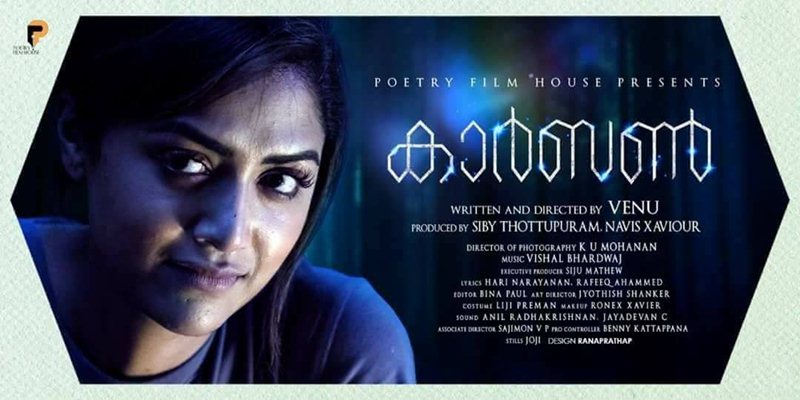 POETRY
FILM HOUSE
POETRY FILM HOUSE PRESENTS
കാർബൺ
WRITTEN AND DIRECTED BY VENU
PRODUCED BY SIBY THOTTUPURAM, NAVIS XAVIOUR
DIRECTOR OF PHOTOGRAPHY K U MOHANAN
MUSIC VISHAL BHARDWAJ
EXECUTIVE PRODUCER SIJU MATHEW
LYRICS HARI NARAYANAN, RAFEEQ AHAMMED
EDITOR BINA PAUL ART DIRECTOR JYOTHISH SHANKER
COSTUME LIJI PREMAN MAKEUP RONEX XAVIER
SOUND ANIL RADHAKRISHNAN, JAYADEVAN C
ASSOCIATE DIRECTOR SAJIMON V P PRO CONTROLLER BENNY KATTAPPANA
STILLS JOJI DESIGN RANAPRATHAP